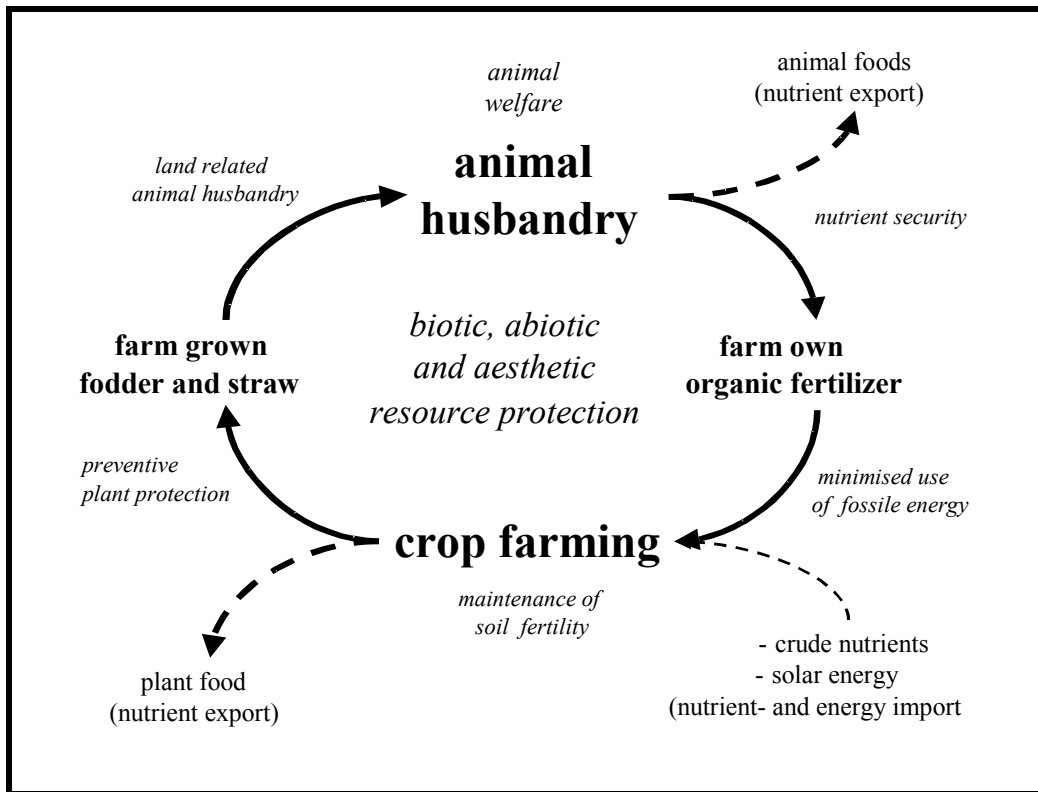 animal
welfare
animal foods
(nutrient export)
land related
animal husbandry
animal
husbandry
nutrient security
biotic, abiotic
and aesthetic
resource protection
farm grown
fodder and straw
farm own
organic fertilizer
preventive
plant protection
minimised use
of fossile energy
crop farming
maintenance of
soil fertility
plant food
(nutrient export)
- crude nutrients
- solar energy
(nutrient- and energy import